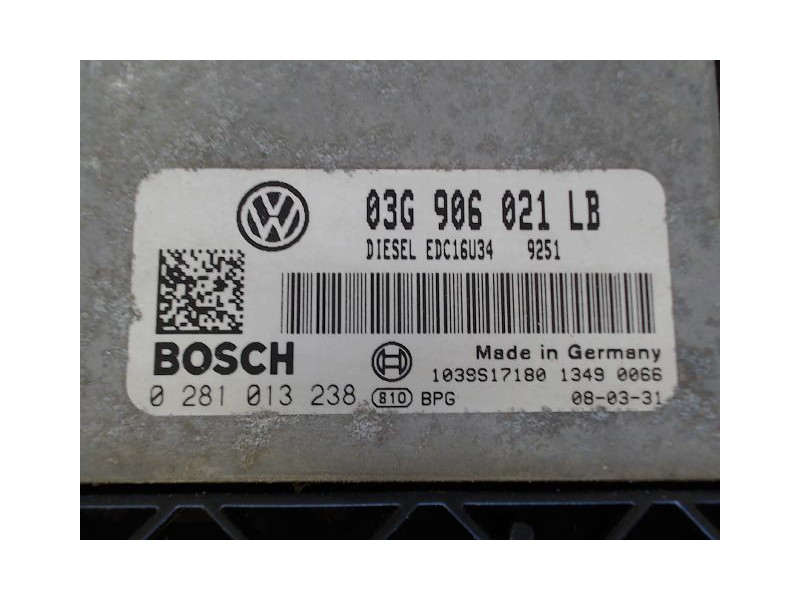 03G 906 021 LB
DIESEL EDC16U34 9251
BOSCH
Made in Germany
1039S17180 1349 0066
0 281 013 238 810 BPG 08-03-31